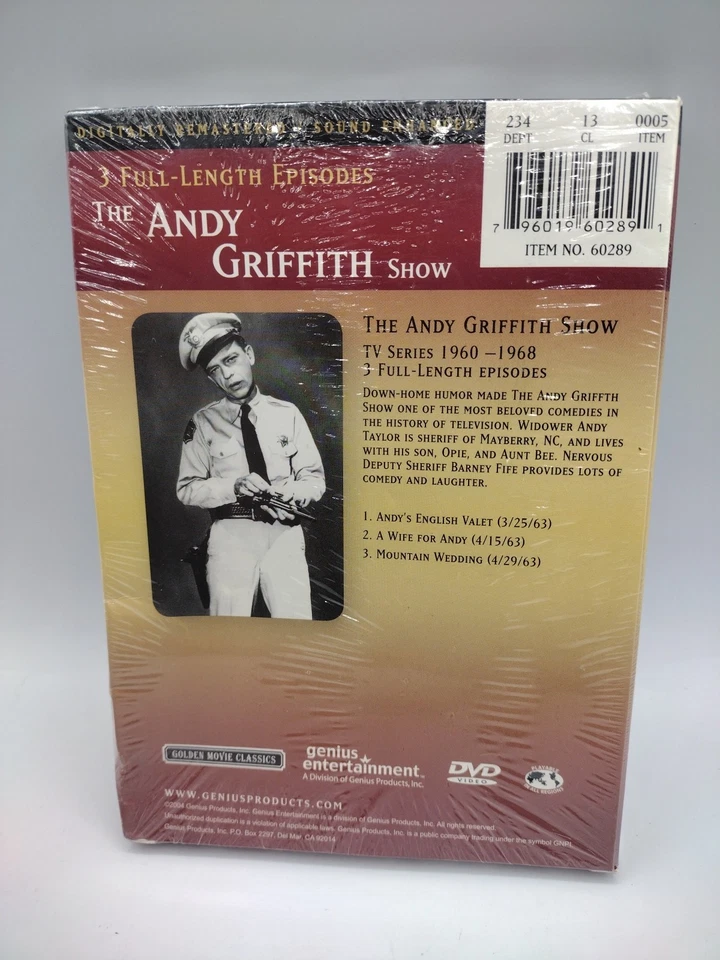 DIGITALLY REMASTERED SOUND ENHANCED
234 13 0005
DEPT CL ITEM
7 96019 60289 1
ITEM NO. 60289
3 FULL-LENGTH EPISODES
THE ANDY
GRIFFITH SHOW
THE ANDY GRIFFITH SHOW
TV SERIES 1960 –1968
3 FULL-LENGTH EPISODES
DOWN-HOME HUMOR MADE THE ANDY GRIFFTH
SHOW ONE OF THE MOST BELOVED COMEDIES IN
THE HISTORY OF TELEVISION. WIDOWER ANDY
TAYLOR IS SHERIFF OF MAYBERRY, NC, AND LIVES
WITH HIS SON, OPIE, AND AUNT BEE. NERVOUS
DEPUTY SHERIFF BARNEY FIFE PROVIDES LOTS OF
COMEDY AND LAUGHTER.
1. ANDY'S ENGLISH VALET (3/25/63)
2. A WIFE FOR ANDY (4/15/63)
3. MOUNTAIN WEDDING (4/29/63)
GOLDEN MOVIE CLASSICS
genius
entertainment™
A Division of Genius Products, Inc.
DVD
VIDEO
PLAYABLE
IN ALL REGIONS
WWW.GENIUSPRODUCTS.COM
©2004 Genius Products, Inc. Genius Entertainment is a division of Genius Products, Inc. All rights reserved.
Unauthorized duplication is a violation of applicable laws. Genius Products, Inc. is a public company trading under the symbol GNPI.
Genius Products, Inc. P.O. Box 2297, Del Mar, CA 92014